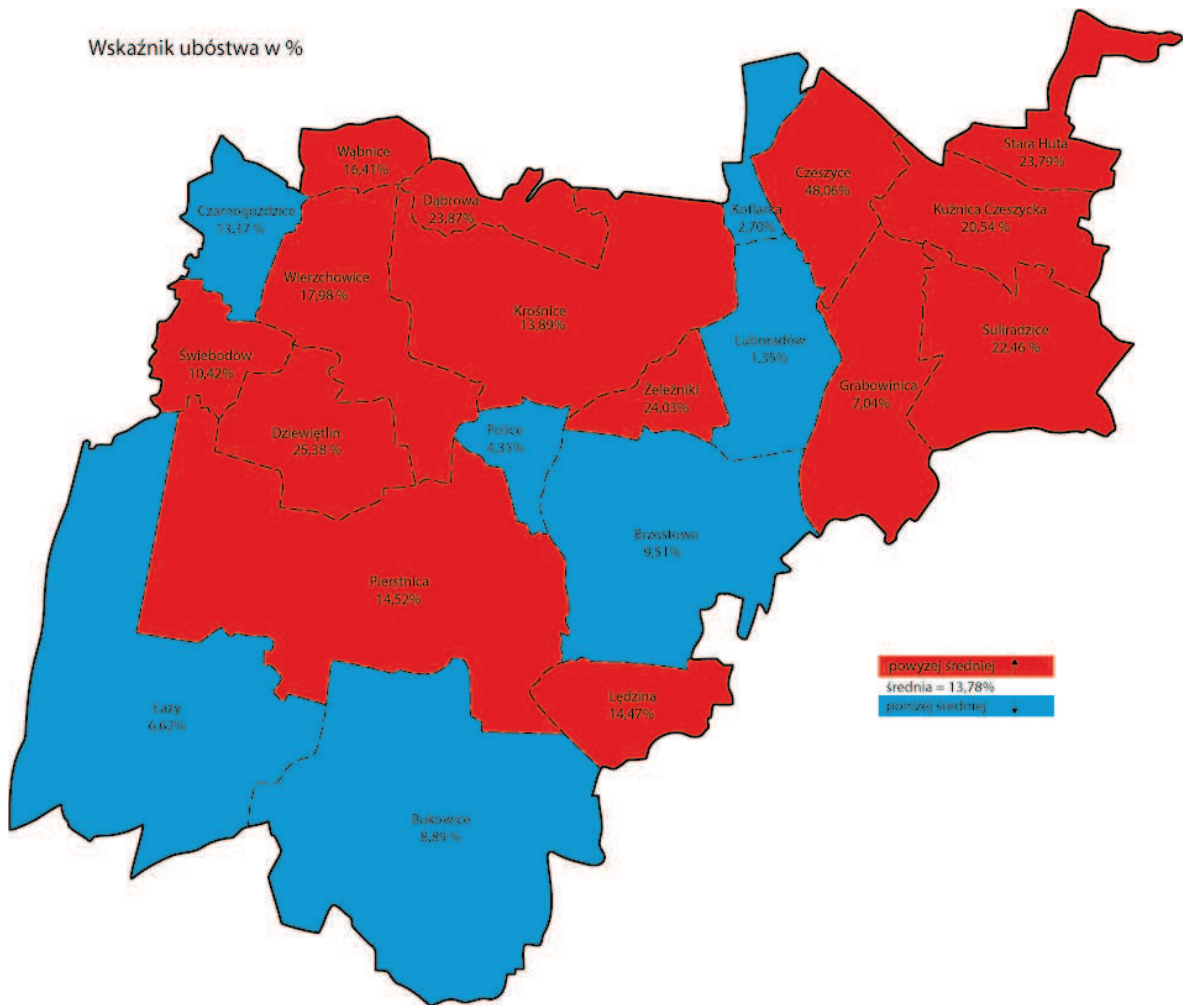 Wskaźnik ubóstwa w %
Stara Huta
23,79%
Wąbnice
16,41%
Czeszyce
48,06%
Dąbrowa
23,87%
Czarnogoździce
13,37 %
Kotlarka
2,70%
Kuźnica Czeszycka
20,54 %
Wierzchowice
17,98 %
Krośnice
13,89%
Luboradów
1,35%
Suliradzice
22,46 %
Świebodów
10,42%
Żeleźniki
24,03%
Grabowinica
7,04%
Dziewiętlin
25,38 %
Police
4,35%
Brzostowo
9,51%
Pierstnica
14,52%
powyżej średniej
średnia = 13,78%
poniżej średniej
Lędzina
14,47%
Łazy
6,62%
Bukowice
8,89 %